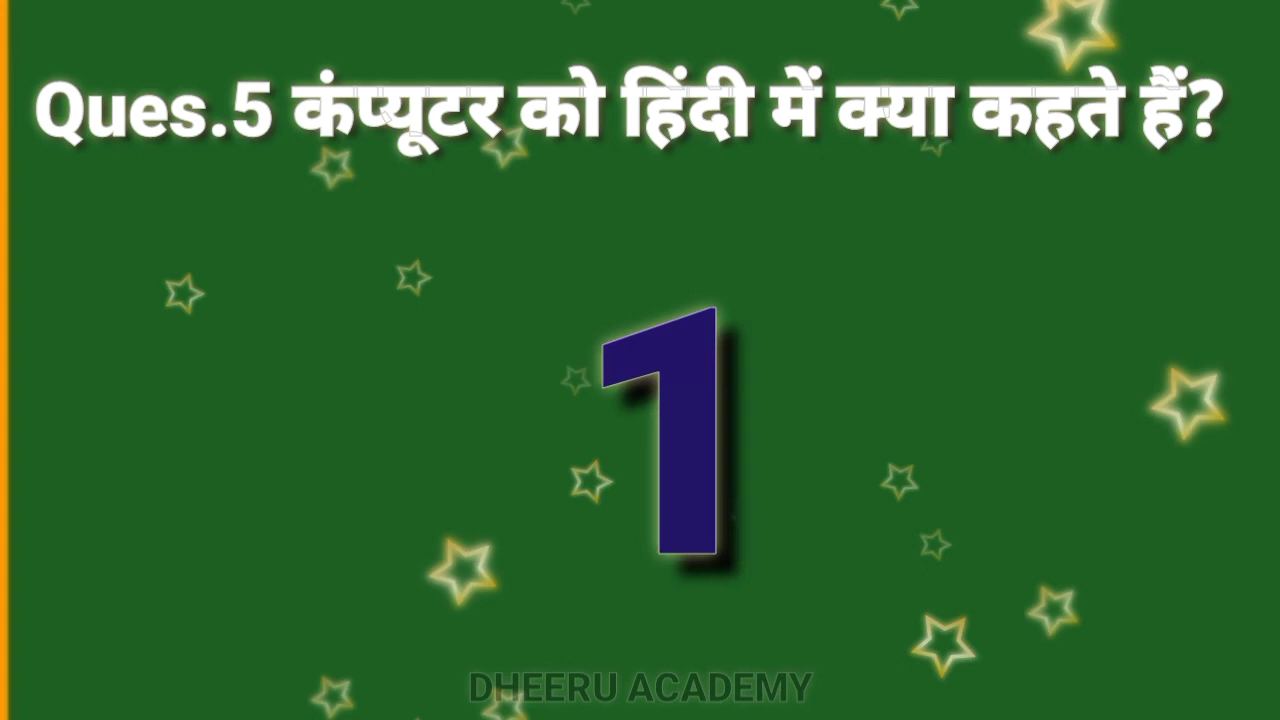 Ques.5 कंप्यूटर को हिंदी में क्या कहते हैं?
1
DHEERU ACADEMY